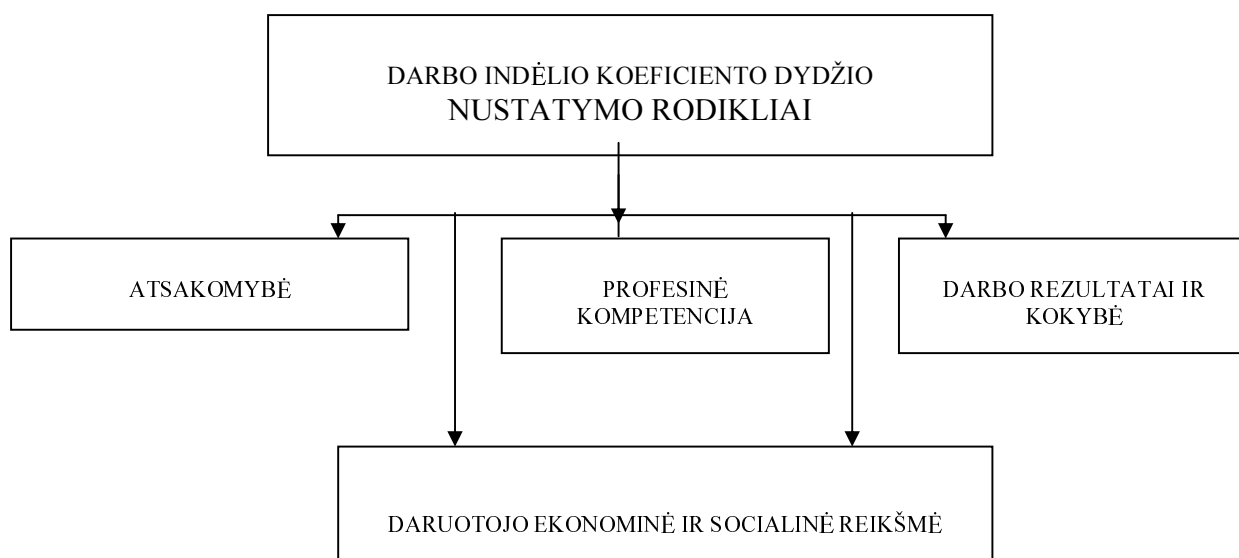 DARBO INDĖLIO KOEFICIENTO DYDŽIO
NUSTATYMO RODIKLIAI
ATSAKOMYBĖ
PROFESINĖ
KOMPETENCIJA
DARBO REZULTATAI IR
KOKYBĖ
DARUOTOJO EKONOMINĖ IR SOCIALINĖ REIKŠMĖ